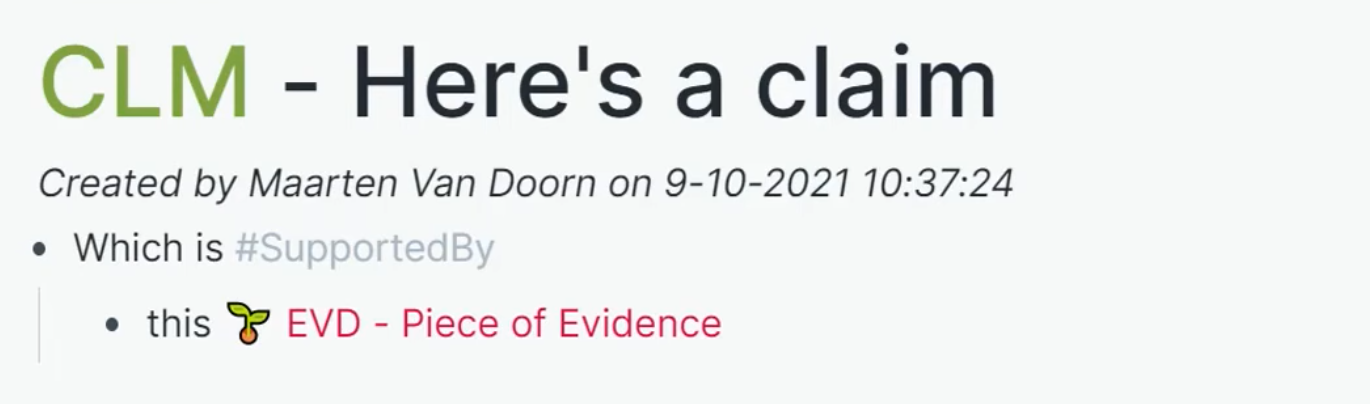 CLM - Here's a claim
Created by Maarten Van Doorn on 9-10-2021 10:37:24
• Which is #SupportedBy
• this 🌱 EVD - Piece of Evidence